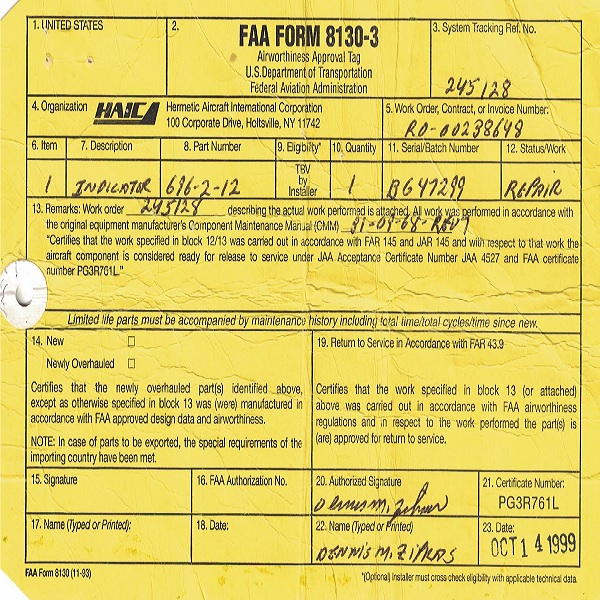 1. UNITED STATES
2.
FAA FORM 8130-3
Airworthiness Approval Tag
U.S.Department of Transportation
Federal Aviation Administration
3. System Tracking Ref. No.
245128
4. Organization
HAIC
Hermetic Aircraft International Corporation
100 Corporate Drive, Holtsville, NY 11742
5. Work Order, Contract, or Invoice Number:
RO-00238648
6. Item
7. Description
8. Part Number
9. Eligibilty*
10. Quantity
11. Serial/Batch Number
12. Status/Work
1
INDICATOR
696-2-12
TBV
by
Installer
1
BG47299
REPAIR
13. Remarks: Work order 245128 describing the actual work performed is attached. All work was performed in accordance with
the original equipment manufacturer's Component Maintenance Manual (CMM) 31-09-68-REV7
"Certifies that the work specified in block 12/13 was carried out in accordance with FAR 145 and JAR 145 and with respect to that work the
aircraft component is considered ready for release to service under JAA Acceptance Certificate Number JAA 4527 and FAA certificate
number PG3R761L."
Limited life parts must be accompanied by maintenance history including total time/total cycles/time since new.
14. New
Newly Overhauled
Certifies that the newly overhauled part(s) identified above,
except as otherwise specified in block 13 was (were) manufactured in
accordance with FAA approved design data and airworthiness.
NOTE: In case of parts to be exported, the special requirements of the
importing country have been met.
19. Return to Service in Accordance with FAR 43.9
Certifies that the work specified in block 13 (or attached)
above was carried out in accordance with FAA airworthiness
regulations and in respect to the work performed the part(s) is
(are) approved for return to service.
15. Signature
16. FAA Authorization No.
20. Authorized Signature
Dennis M.
21. Certificate Number:
PG3R761L
17. Name (Typed or Printed):
18. Date:
22. Name (Typed or Printed)
DENNIS M.
23. Date:
OCT 14 1999
FAA Form 8130 (11-93)
*(Optional) Installer must cross check eligibility with applicable technical data.